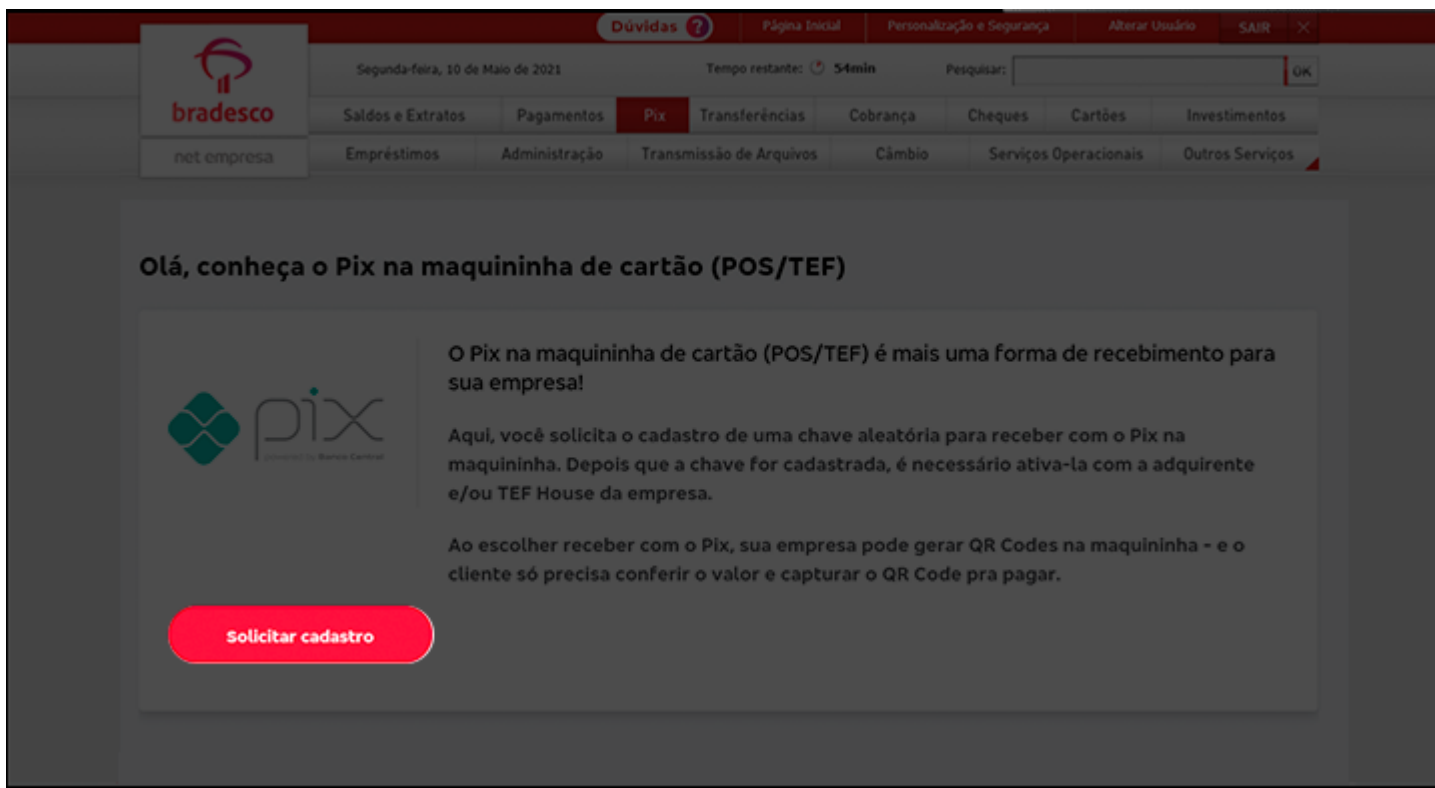 Dúvidas ? Página Inicial Personalização e Segurança Alterar Usuário SAIR X
Segunda-feira, 10 de Maio de 2021 Tempo restante: 54min Pesquisar: OK
bradesco
Saldos e Extratos Pagamentos Pix Transferências Cobrança Cheques Cartões Investimentos
net empresa
Empréstimos Administração Transmissão de Arquivos Câmbio Serviços Operacionais Outros Serviços
Olá, conheça o Pix na maquininha de cartão (POS/TEF)
O Pix na maquininha de cartão (POS/TEF) é mais uma forma de recebimento para
sua empresa!
pix
powered by Banco Central
Aqui, você solicita o cadastro de uma chave aleatória para receber com o Pix na
maquininha. Depois que a chave for cadastrada, é necessário ativa-la com a adquirente
e/ou TEF House da empresa.
Ao escolher receber com o Pix, sua empresa pode gerar QR Codes na maquininha - e o
cliente só precisa conferir o valor e capturar o QR Code pra pagar.
Solicitar cadastro